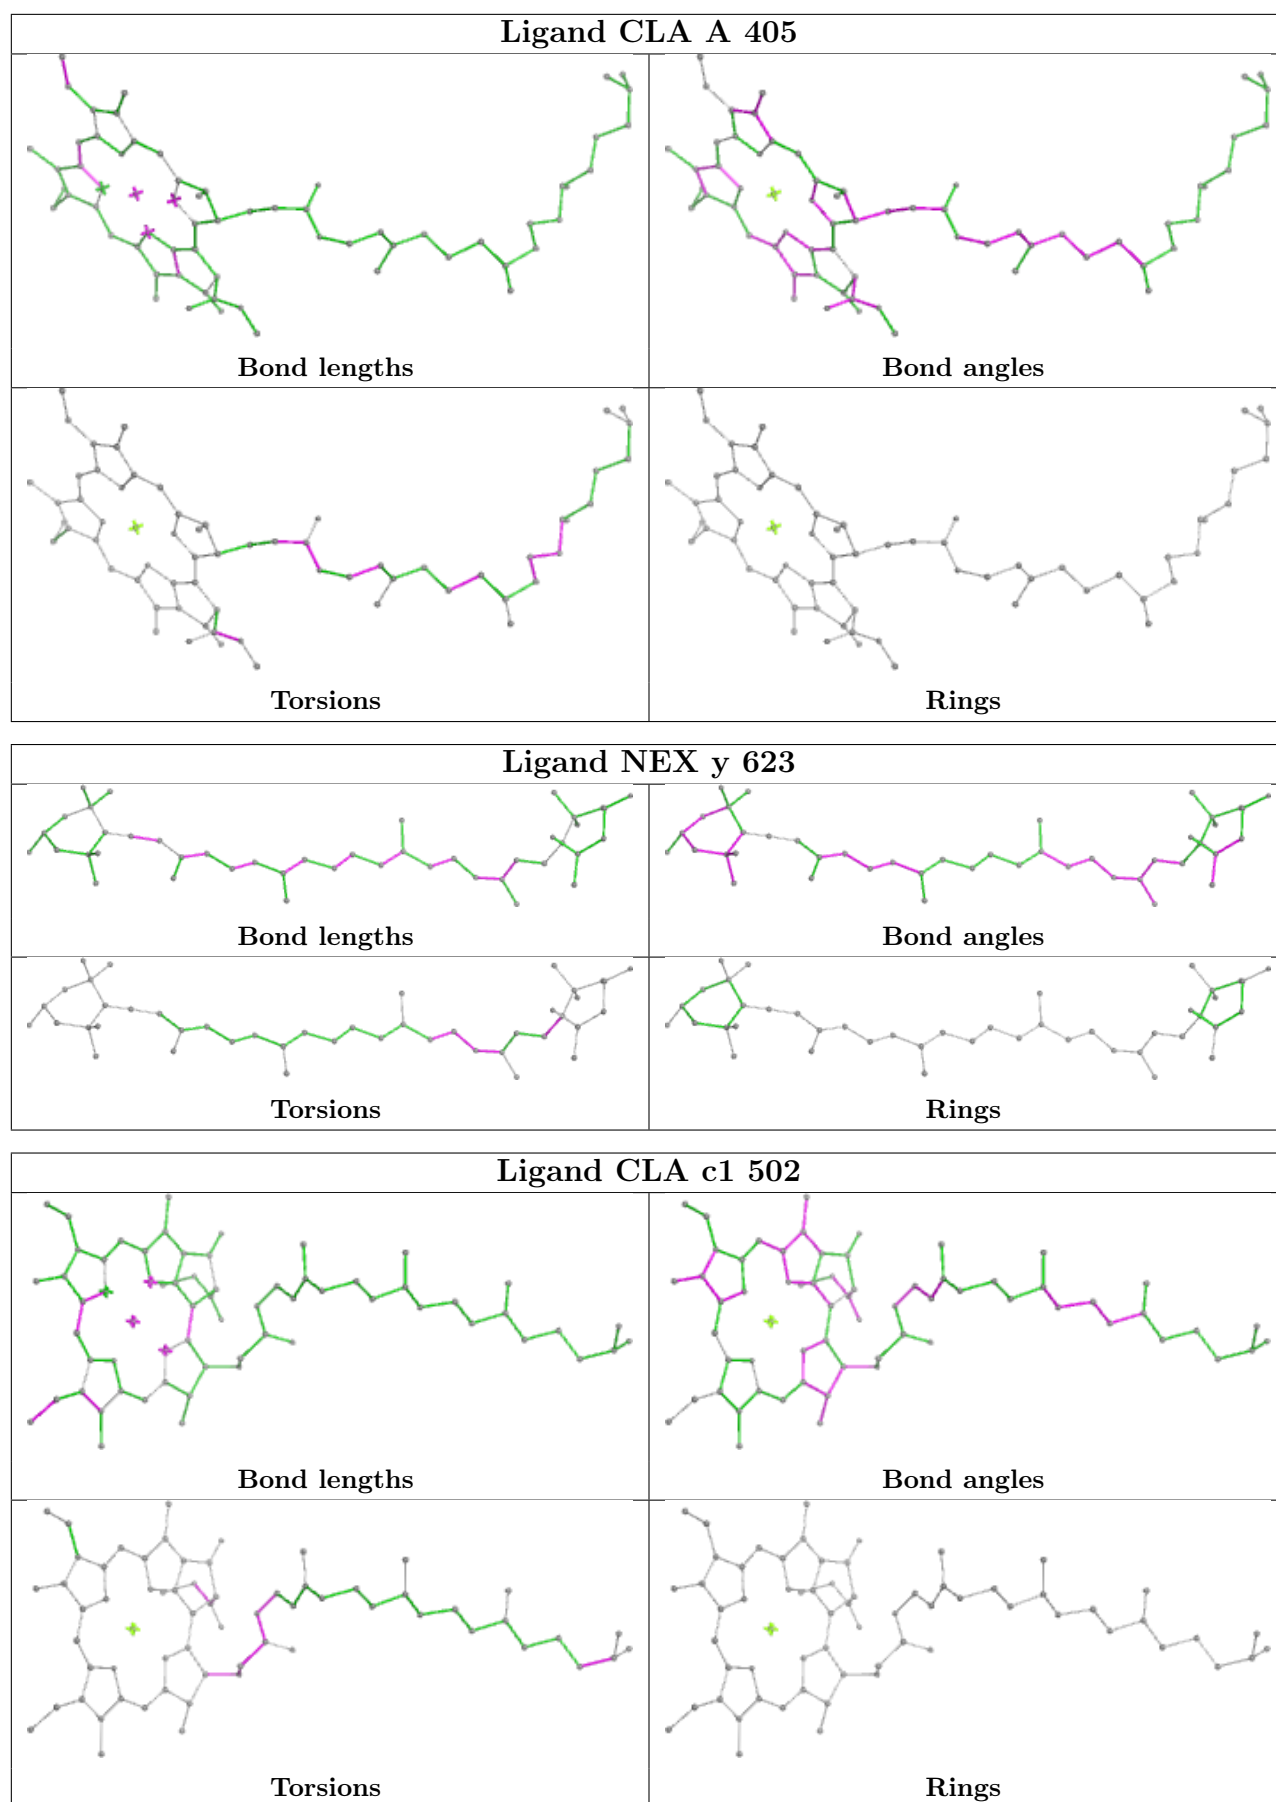 Ligand CLA A 405
Bond lengths
Bond angles
Torsions
Rings
Ligand NEX y 623
Bond lengths
Bond angles
Torsions
Rings
Ligand CLA c1 502
Bond lengths
Bond angles
Torsions
Rings